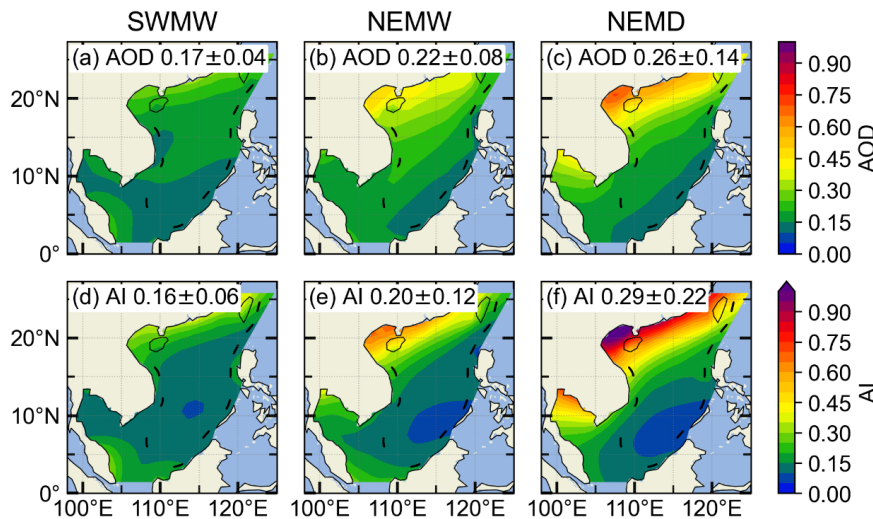 SWMW NEMW NEMD
(a) AOD 0.17±0.04 (b) AOD 0.22±0.08 (c) AOD 0.26±0.14
20°N
10°N
0°
0.90
0.75
0.60
0.45
0.30
0.15
0.00
AOD
(d) AI 0.16±0.06 (e) AI 0.20±0.12 (f) AI 0.29±0.22
20°N
10°N
0°
100°E 120°E 100°E 120°E 100°E 120°E
0.90
0.75
0.60
0.45
0.30
0.15
0.00
AI